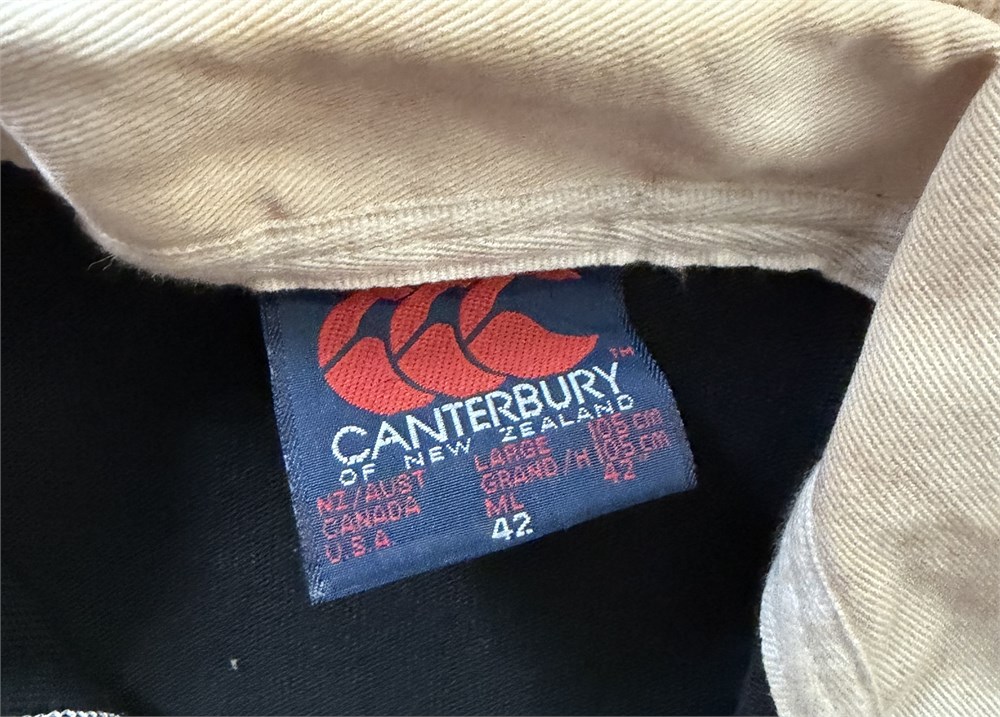 ™
CANTERBURY
OF NEW ZEALAND
NZ/AUST LARGE 105 cm
CANADA GRAND/H 105 cm
U.S.A ML 42
42